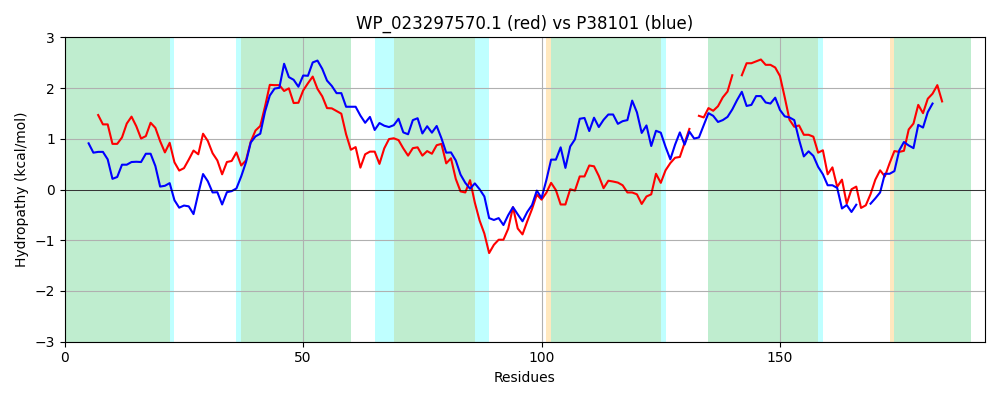 WP_023297570.1 (red) vs P38101 (blue)
Hydropathy (kcal/mol)
3
2
1
0
−1
−2
−3
0 50 100 150
Residues